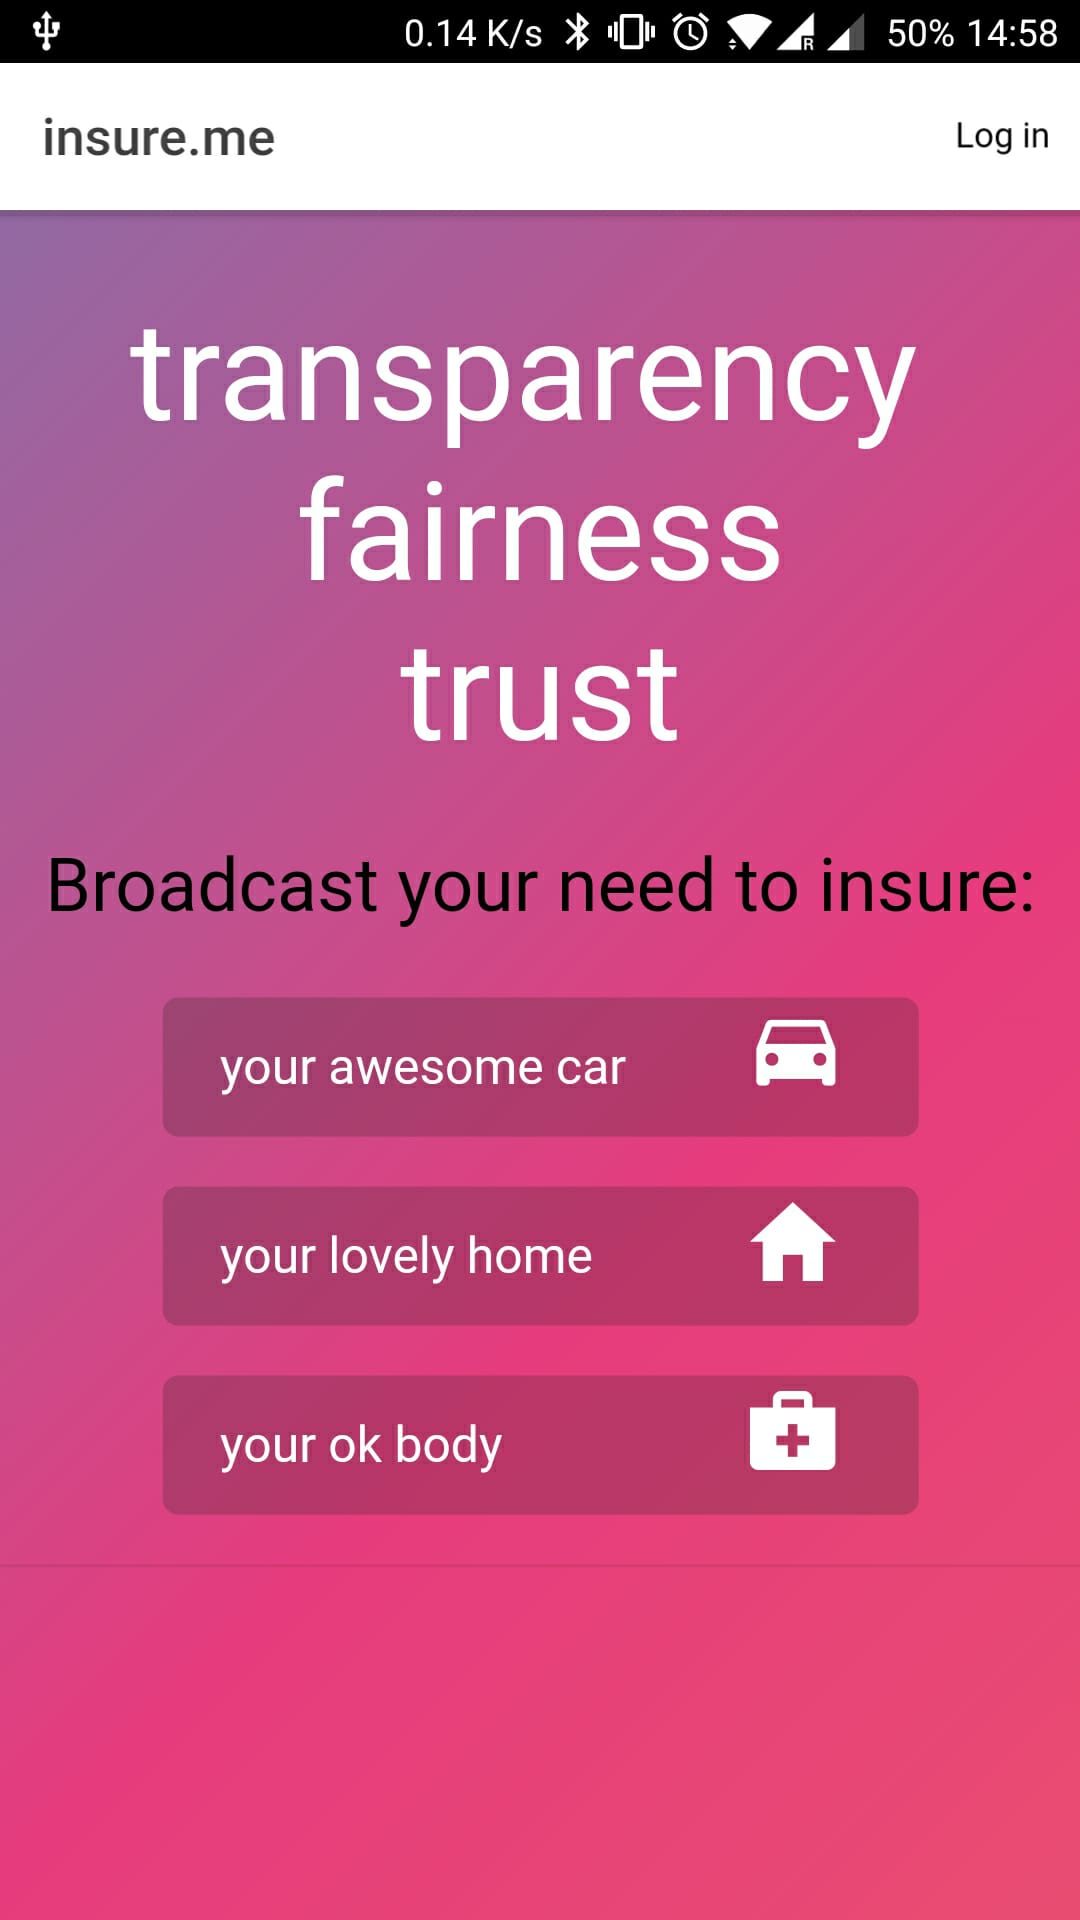 0.14 K/s 50% 14:58
insure.me Log in
transparency
fairness
trust
Broadcast your need to insure:
your awesome car
your lovely home
your ok body